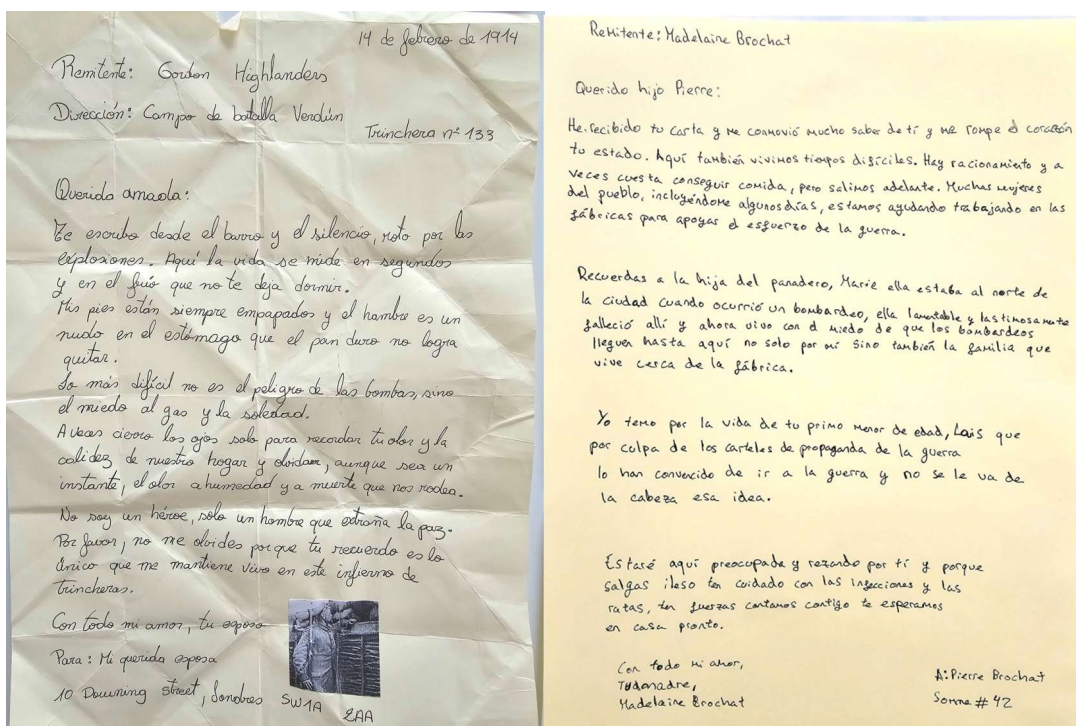 14 de febrero de 1914
Remitente: Gordon Highlanders
Dirección: Campo de batalla Verdún
Trinchera nº 133
Querida amada:
Te escribo desde el barro y el silencio, roto por las
explosiones. Aquí la vida se mide en segundos
y en el frío que no te deja dormir.
Mis pies están siempre empapados y el hambre es un
nudo en el estómago que el pan duro no logra
quitar.
Lo más difícil no es el peligro de las bombas, sino
el miedo al gas y la soledad.
A veces cierro los ojos solo para recordar tu olor y la
calidez de nuestro hogar y olvidar, aunque sea un
instante, el olor a humedad y a muerte que nos rodea.
No soy un héroe, solo un hombre que extraña la paz.
Por favor, no me olvides porque tu recuerdo es lo
único que me mantiene vivo en este infierno de
trincheras.
Con todo mi amor, tu esposo
Para: Mi querida esposa
10 Downing street, Londres SW1A
2AA
Remitente: Madelaine Brochat
Querido hijo Pierre:
He recibido tu carta y me conmovió mucho saber de tí y me rompe el corazón
tu estado. Aquí también vivimos tiempos difíciles. Hay racionamiento y a
veces cuesta conseguir comida, pero salimos adelante. Muchas mujeres
del pueblo, incluyéndome algunos días, estamos ayudando trabajando en las
fábricas para apoyar el esfuerzo de la guerra.
Recuerdas a la hija del panadero, Marie ella estaba al norte de
la ciudad cuando ocurrió un bombardeo, ella lamentable y lastimosamente
falleció allí y ahora vivo con el miedo de que los bombardeos
lleguen hasta aquí no solo por mí sino también la familia que
vive cerca de la fábrica.
Yo temo por la vida de tu primo menor de edad, Lois que
por culpa de los carteles de propaganda de la guerra
lo han convencido de ir a la guerra y no se le va de
la cabeza esa idea.
Estaré aquí preocupada y rezando por tí y porque
salgas ileso ten cuidado con las infecciones y las
ratas, ten fuerzas contamos contigo te esperamos
en casa pronto.
Con todo mi amor,
Madelaine Brochat
A: Pierre Brochat
Somme # 42